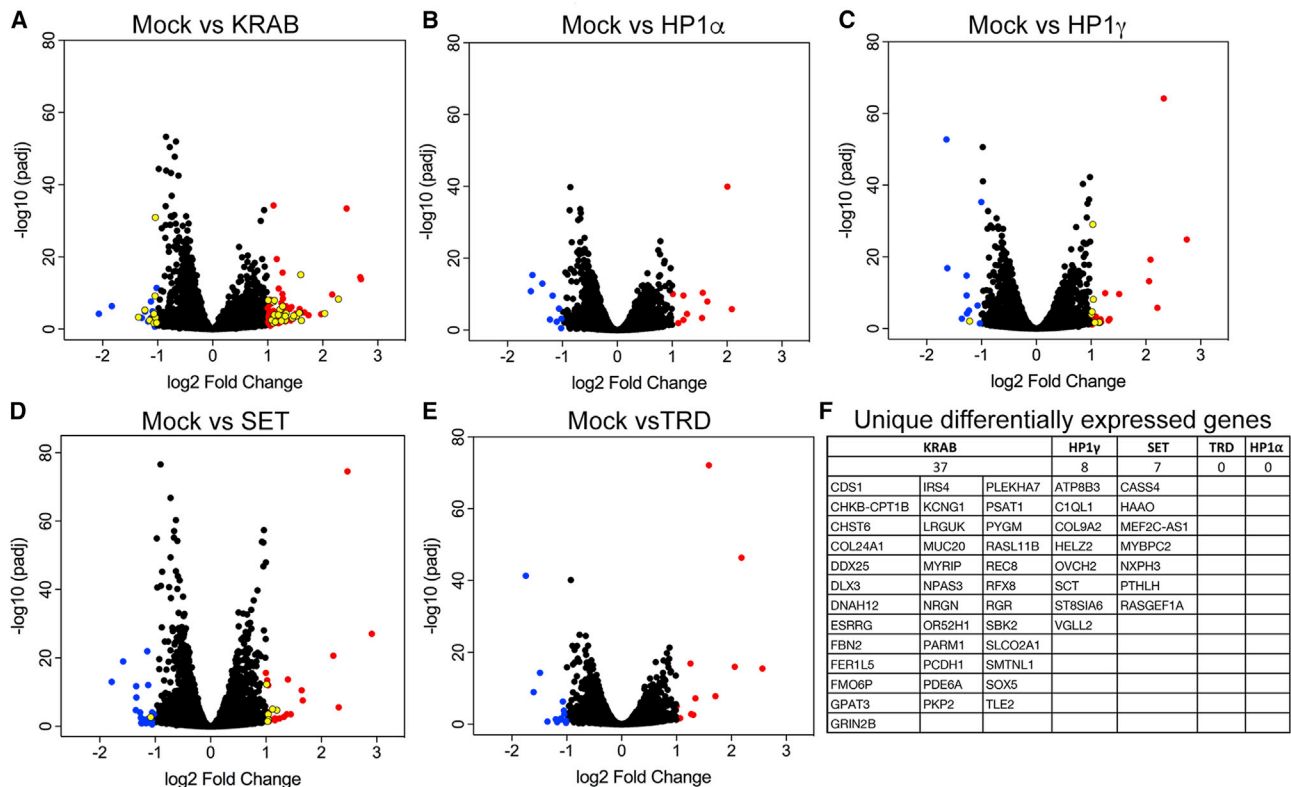 A
Mock vs KRAB
80
60
40
20
0
-log10 (padj)
-2 -1 0 1 2 3
log2 Fold Change
B
Mock vs HP1α
80
60
40
20
0
-log10 (padj)
-2 -1 0 1 2 3
log2 Fold Change
C
Mock vs HP1γ
80
60
40
20
0
-log10 (padj)
-2 -1 0 1 2 3
log2 Fold Change
D
Mock vs SET
80
60
40
20
0
-log10 (padj)
-2 -1 0 1 2 3
log2 Fold Change
E
Mock vsTRD
80
60
40
20
0
-log10 (padj)
-2 -1 0 1 2 3
log2 Fold Change
F
Unique differentially expressed genes
KRAB HP1γ SET TRD HP1α
37 8 7 0 0
CDS1 IRS4 PLEKHA7 ATP8B3 CASS4
CHKB-CPT1B KCNG1 PSAT1 C1QL1 HAAO
CHST6 LRGUK PYGM COL9A2 MEF2C-AS1
COL24A1 MUC20 RASL11B HELZ2 MYBPC2
DDX25 MYRIP REC8 OVCH2 NXPH3
DLX3 NPAS3 RFX8 SCT PTHLH
DNAH12 NRGN RGR ST8SIA6 RASGEF1A
ESRRG OR52H1 SBK2 VGLL2
FBN2 PARM1 SLCO2A1
FER1L5 PCDH1 SMTNL1
FMO6P PDE6A SOX5
GPAT3 PKP2 TLE2
GRIN2B